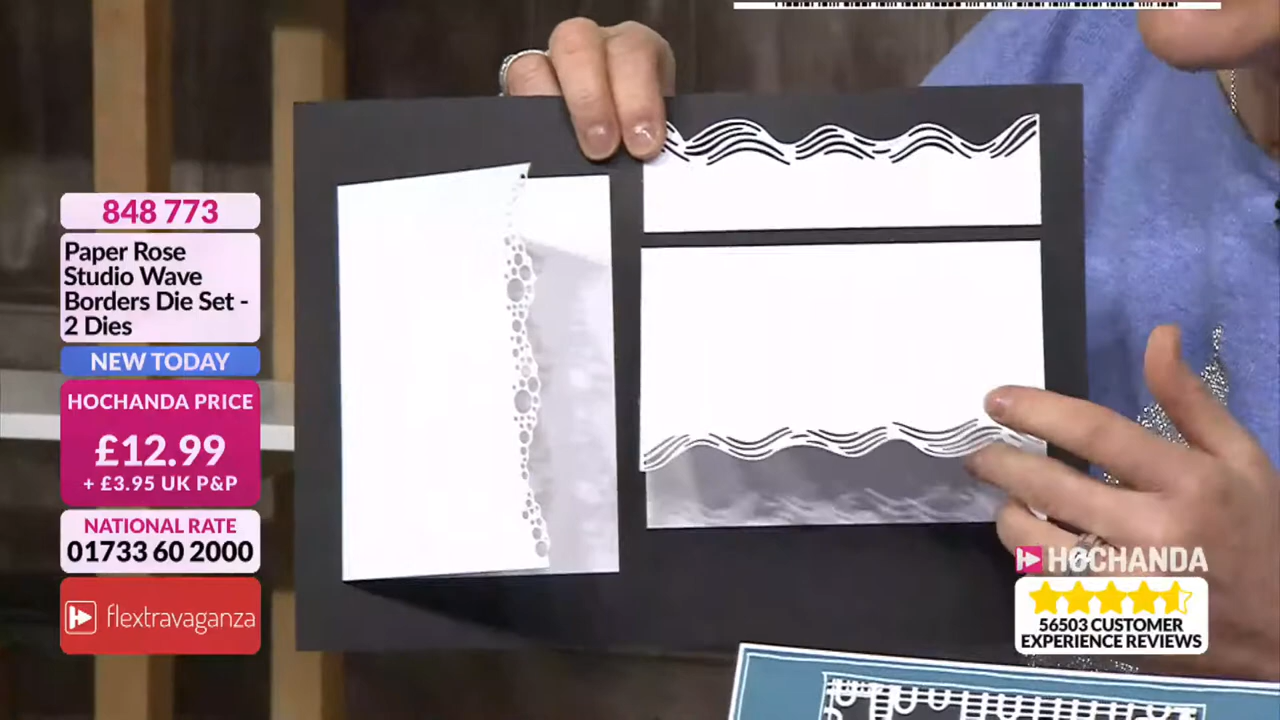 848 773
Paper Rose
Studio Wave
Borders Die Set -
2 Dies
NEW TODAY
HOCHANDA PRICE
£12.99
+ £3.95 UK P&P
NATIONAL RATE
01733 60 2000
flextravaganza
HOCHANDA
56503 CUSTOMER
EXPERIENCE REVIEWS